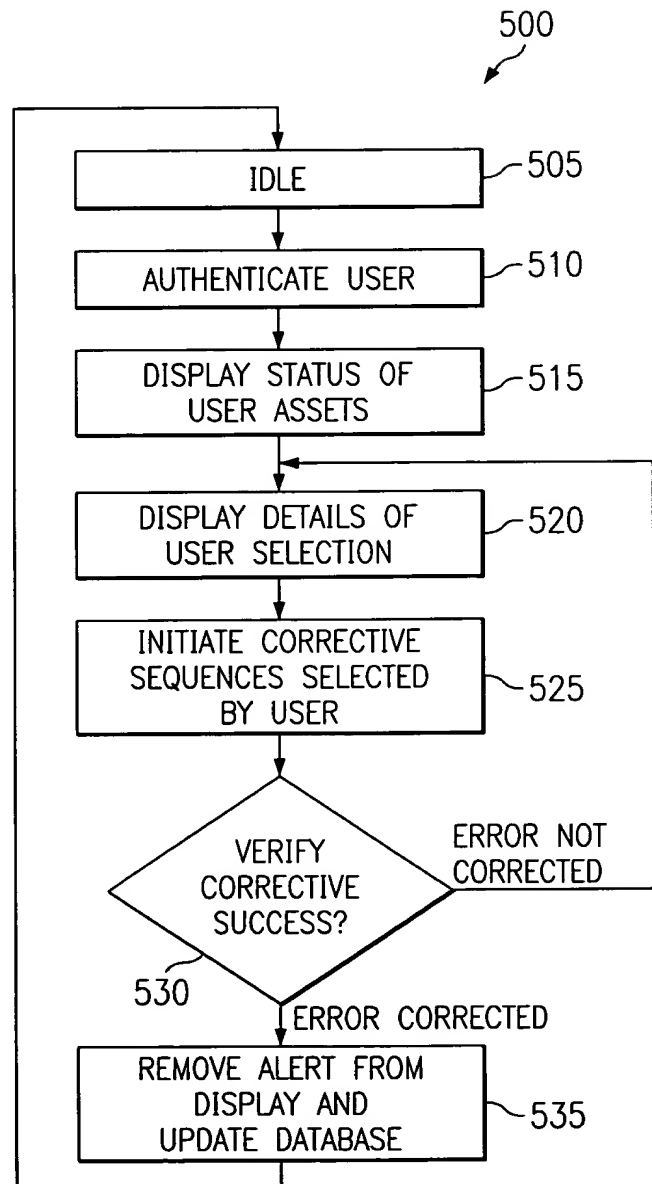 500
IDLE
505
AUTHENTICATE USER
510
DISPLAY STATUS OF
USER ASSETS
515
DISPLAY DETAILS OF
USER SELECTION
520
INITIATE CORRECTIVE
SEQUENCES SELECTED
BY USER
525
VERIFY
CORRECTIVE
SUCCESS?
530
ERROR NOT
CORRECTED
ERROR CORRECTED
REMOVE ALERT FROM
DISPLAY AND
UPDATE DATABASE
535